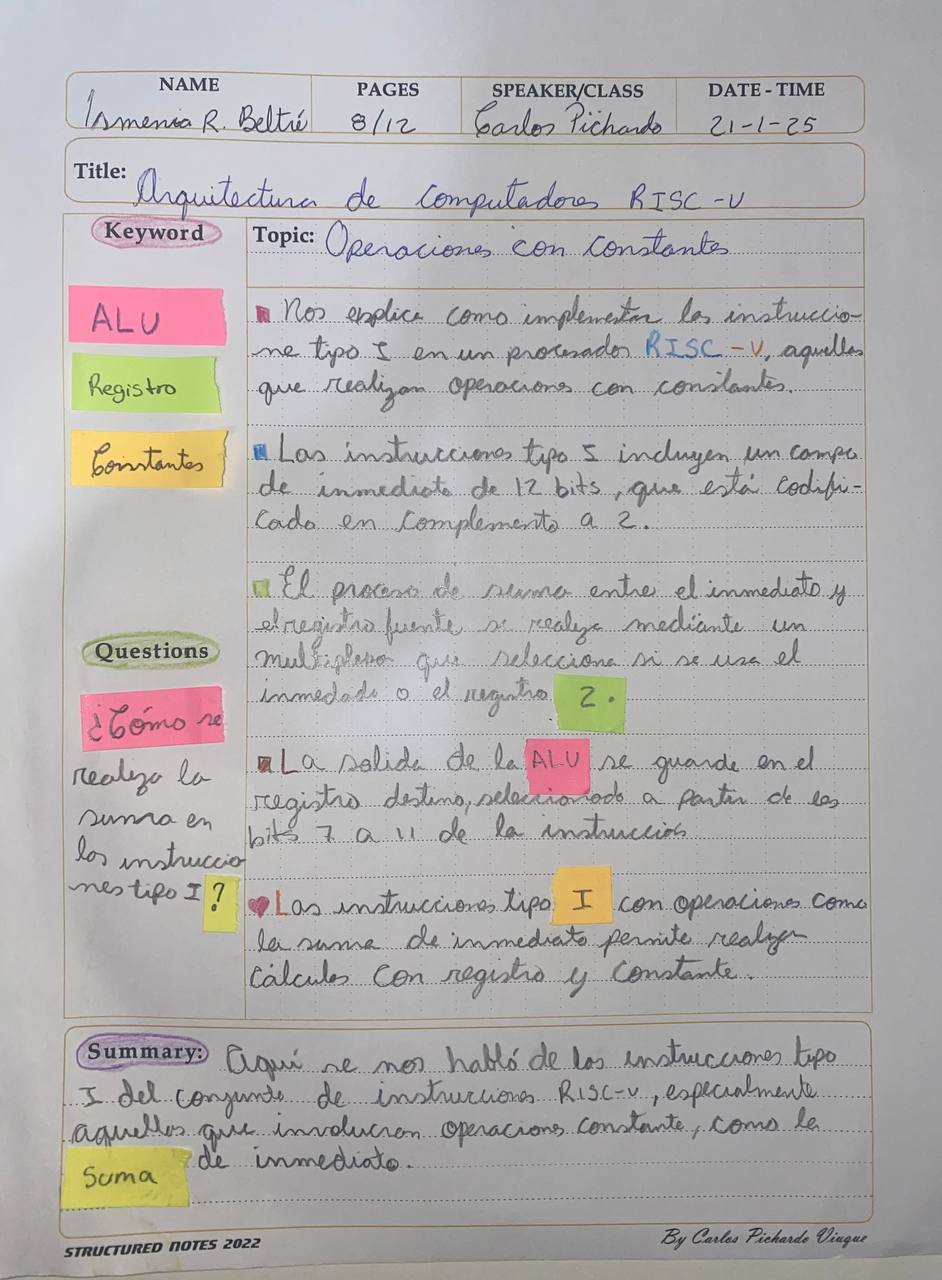 NAME PAGES SPEAKER/CLASS DATE - TIME
Ismenia R. Beltré 8/12 Carlos Pichardo 21-1-25
Title: Arquitectura de Computadores RISC-V
Keyword
Topic: Operaciones con constantes
ALU
Registro
Constantes
Nos explica como implementar las instruccio-
ne tipo I en un procesador RISC-V, aquellas
que realizan operaciones con constantes.
Las instrucciones tipo I incluyen un campo
de inmediato de 12 bits, que está codifi-
cado en complemento a 2.
El proceso de suma entre el inmediato y
el registro fuente, se realiza mediante un
multiplexor que selecciona si se usa el
inmedado o el registro 2.
La salida de la ALU se guarde en el
registro destino, seleccionado a partir de los
bits 7 a 11 de la instrucción
Las instrucciones tipo I con operaciones como
la suma de inmediato permite realizar
cálculos con registro y constante.
Questions
¿Cómo se
realiza la
suma en
las instruccio
nes tipo I ?
Summary: Aquí se nos habló de las instrucciones tipo
I del conjunto de instrucciones RISC-V, especialmente
aquellas que involucran operaciones constante, como la
Suma de inmediato.
STRUCTURED NOTES 2022
By Carlos Pichardo Viuque